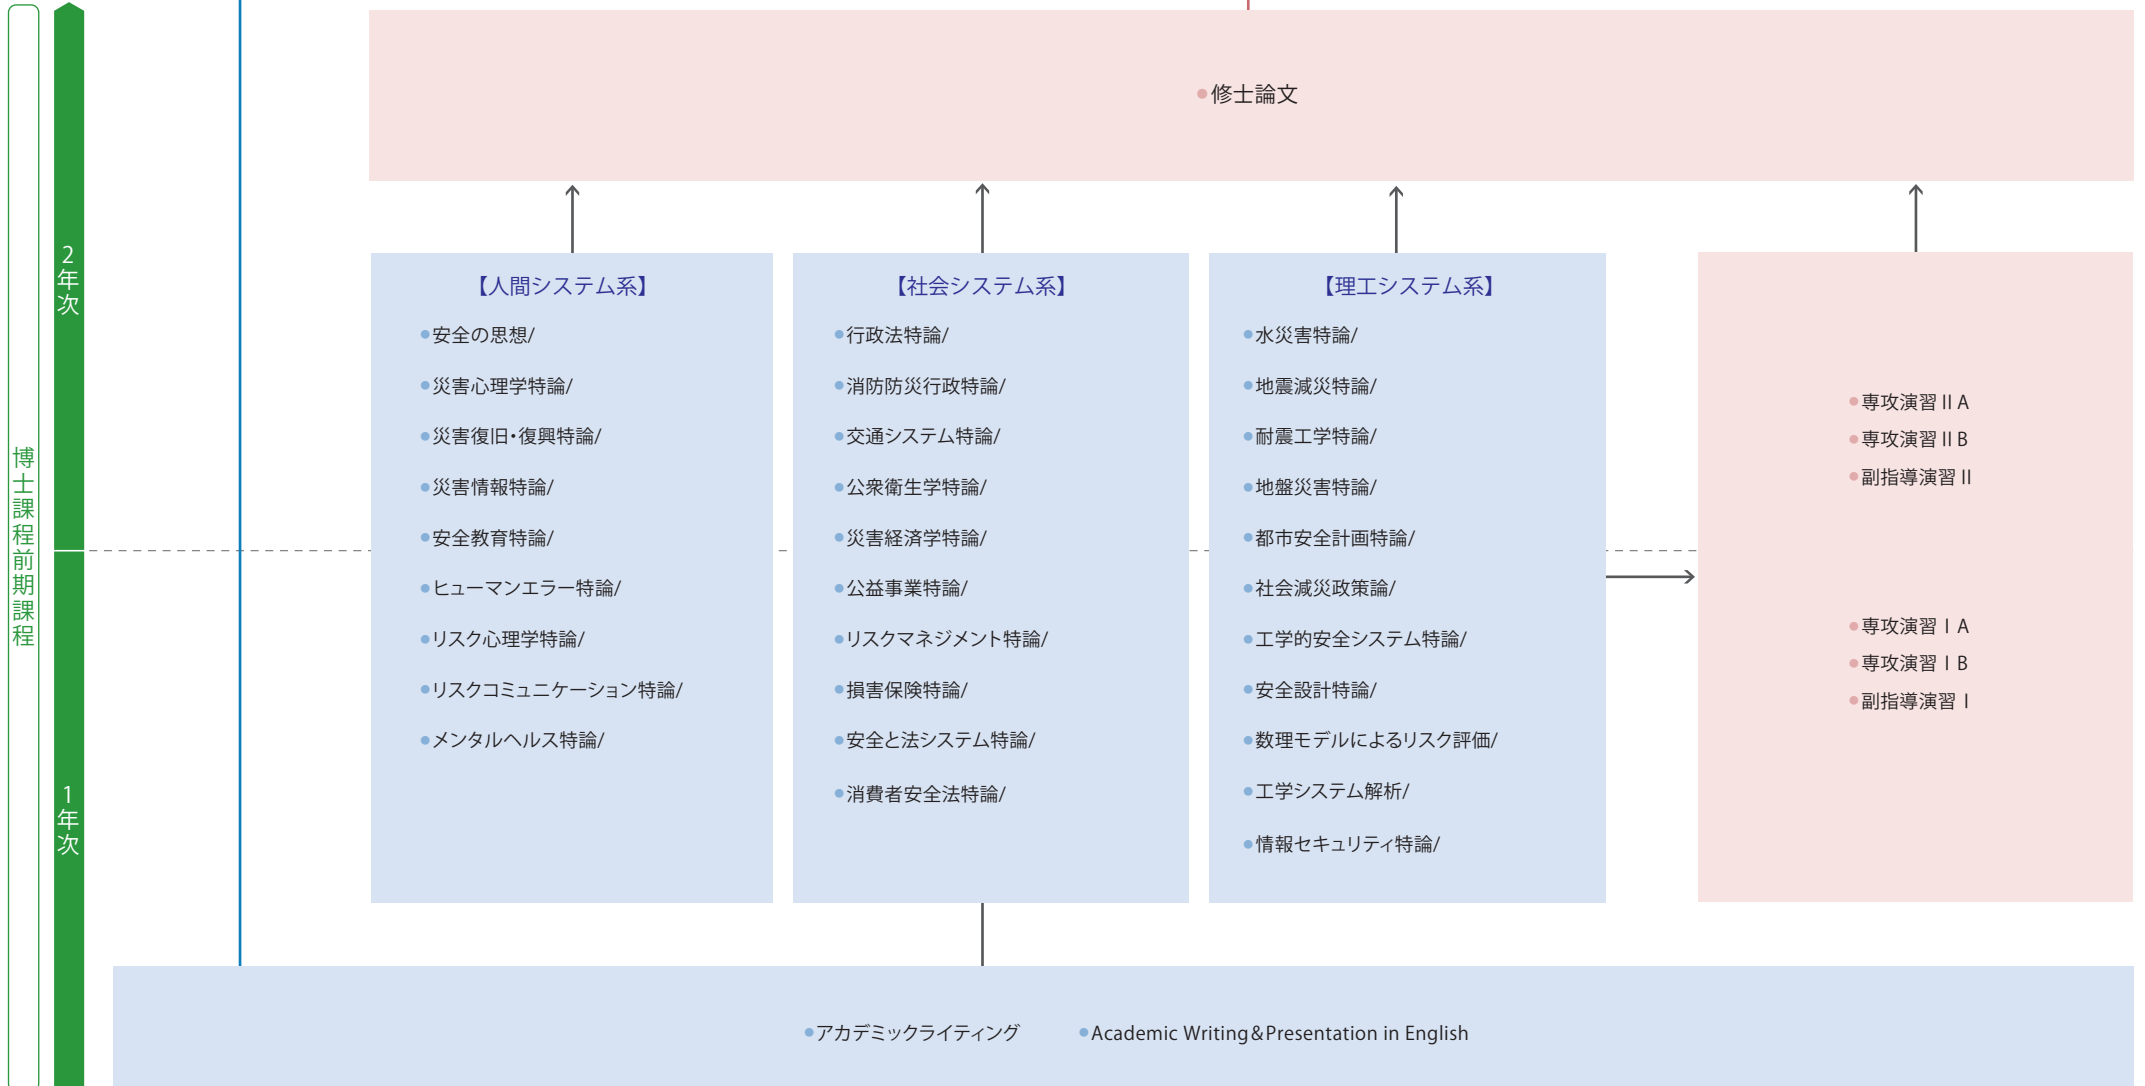 博士課程前期課程
2年次
1年次
●修士論文
【人間システム系】
●安全の思想/
●災害心理学特論/
●災害復旧・復興特論/
●災害情報特論/
●安全教育特論/
●ヒューマンエラー特論/
●リスク心理学特論/
●リスクコミュニケーション特論/
●メンタルヘルス特論/
【社会システム系】
●行政法特論/
●消防防災行政特論/
●交通システム特論/
●公衆衛生学特論/
●災害経済学特論/
●公益事業特論/
●リスクマネジメント特論/
●損害保険特論/
●安全と法システム特論/
●消費者安全法特論/
【理工システム系】
●水災害特論/
●地震減災特論/
●耐震工学特論/
●地盤災害特論/
●都市安全計画特論/
●社会減災政策論/
●工学的安全システム特論/
●安全設計特論/
●数理モデルによるリスク評価/
●工学システム解析/
●情報セキュリティ特論/
●専攻演習ⅡA
●専攻演習ⅡB
●副指導演習Ⅱ
●専攻演習ⅠA
●専攻演習ⅠB
●副指導演習Ⅰ
●アカデミックライティング ●Academic Writing&Presentation in English